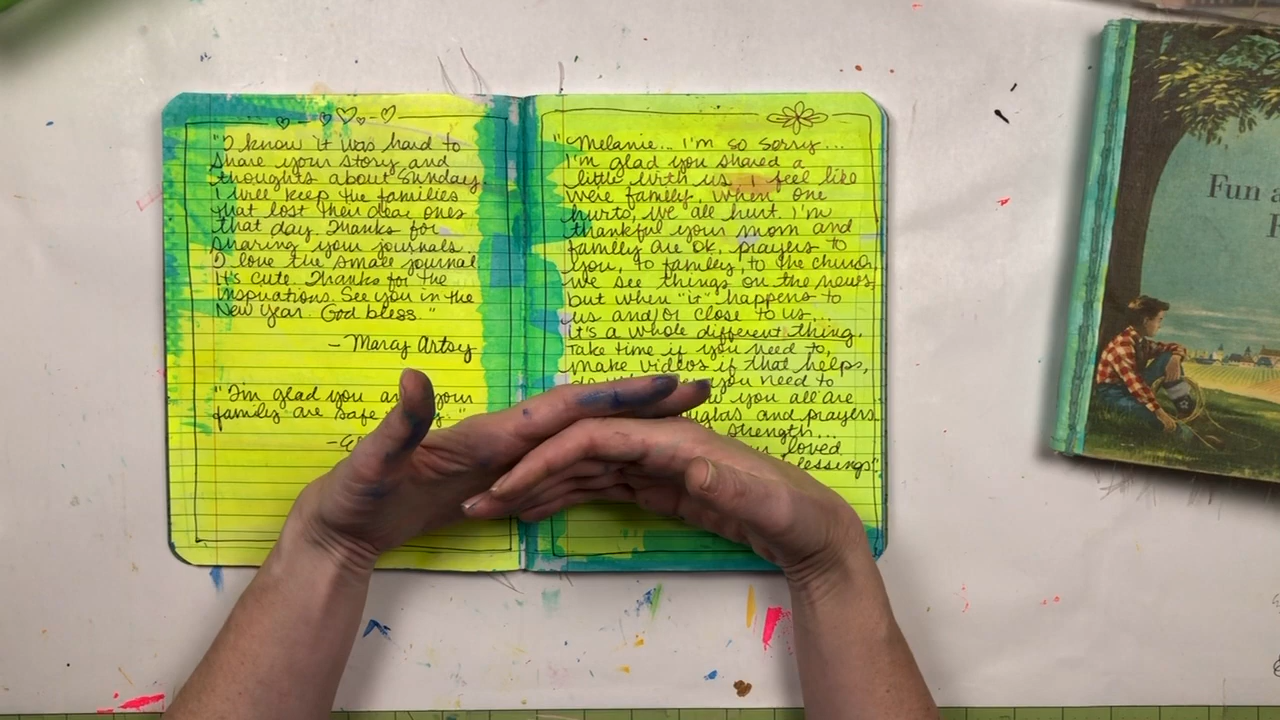 "I know it was hard to
share your story and
thoughts about Sunday
I will keep the families
that lost their dear ones
that day. Thanks for
sharing your journals...
I love the small journal
it's cute. Thanks for the
inspirations. See you in the
New Year. God bless."
- Maraj Artsy
"I'm glad you and your
family are safe
"Melanie... I'm so sorry...
I'm glad you shared a
little with us. I feel like
we're family, when one
hurts, we all hurt. I'm
thankful your mom and
family are ok, prayers to
you, to family, to the church
we see things on the news
but when "it" happens to
us and/or close to us...
it's a whole different thing.
Take time if you need to,
make videos if that helps,
you need to
you all are
and prayers
strength...
loved
blessings".
Fun